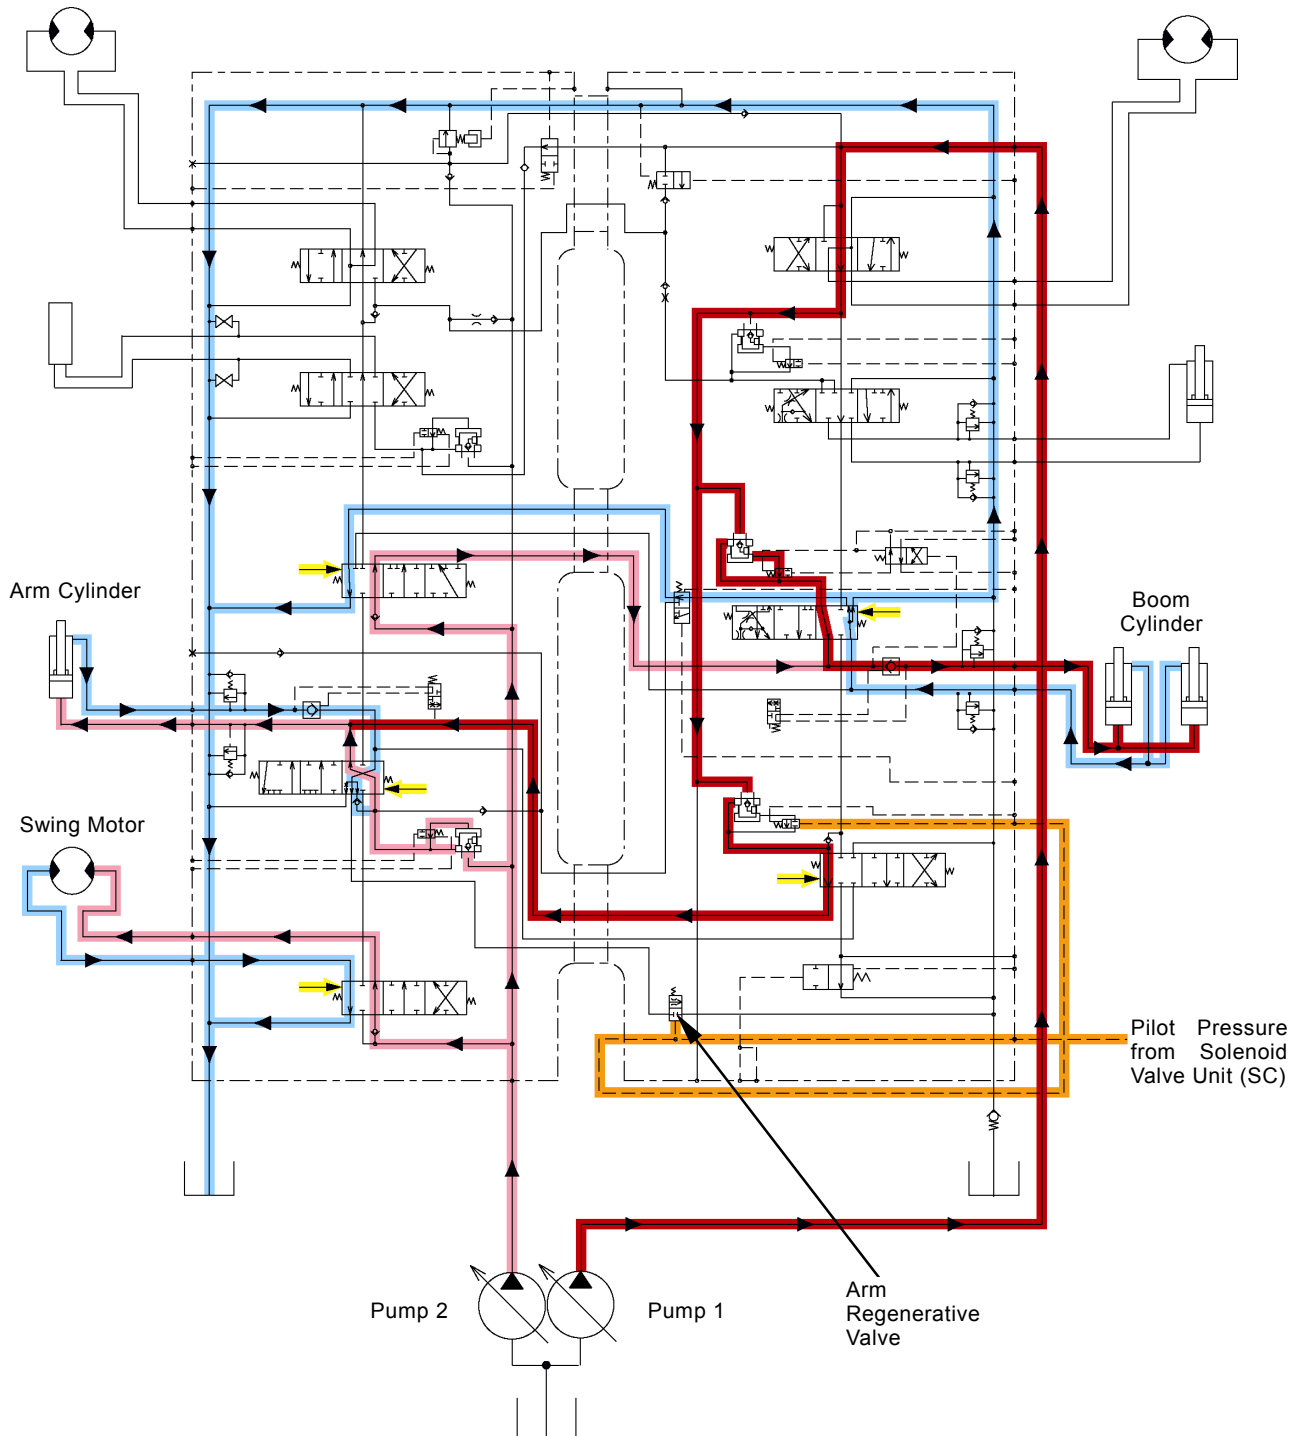 Arm Cylinder
Boom
Cylinder
Swing Motor
Pilot Pressure
from Solenoid
Valve Unit (SC)
Pump 2
Pump 1
Arm
Regenerative
Valve